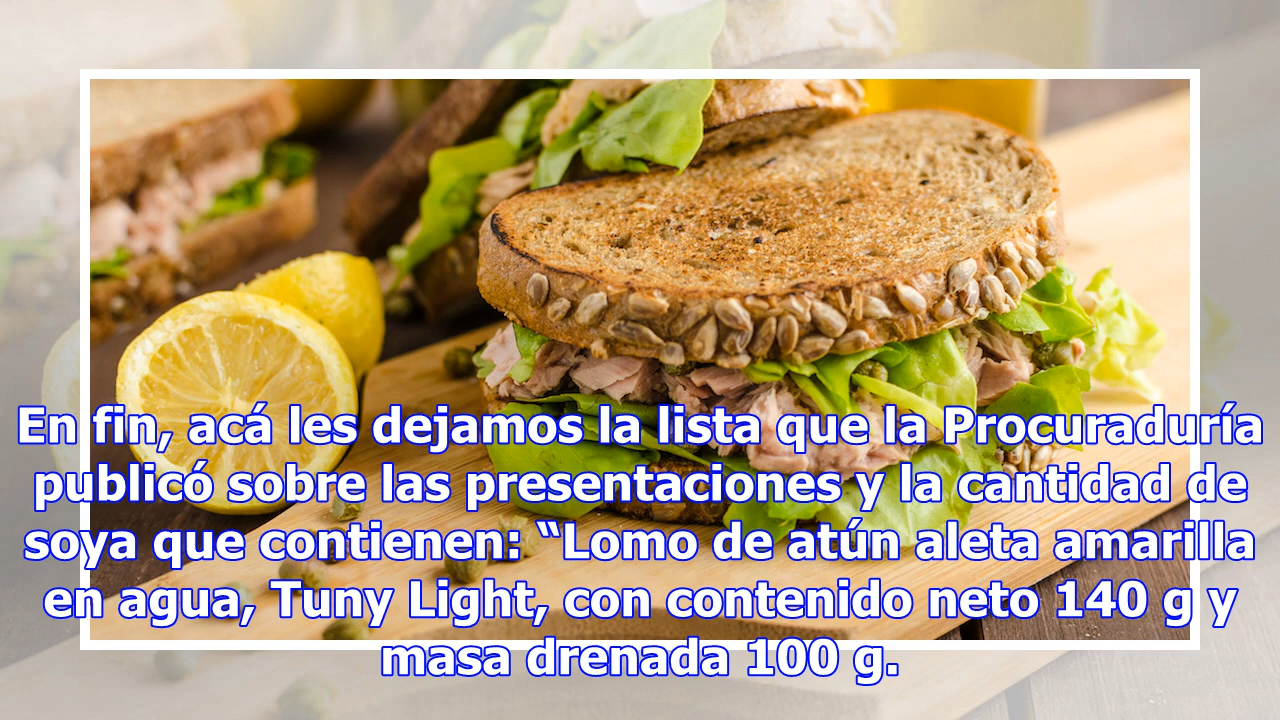 En fin, acá les dejamos la lista que la Procuraduría
publicó sobre las presentaciones y la cantidad de
soya que contienen: “Lomo de atún aleta amarilla
en agua, Tuny Light, con contenido neto 140 g y
masa drenada 100 g.